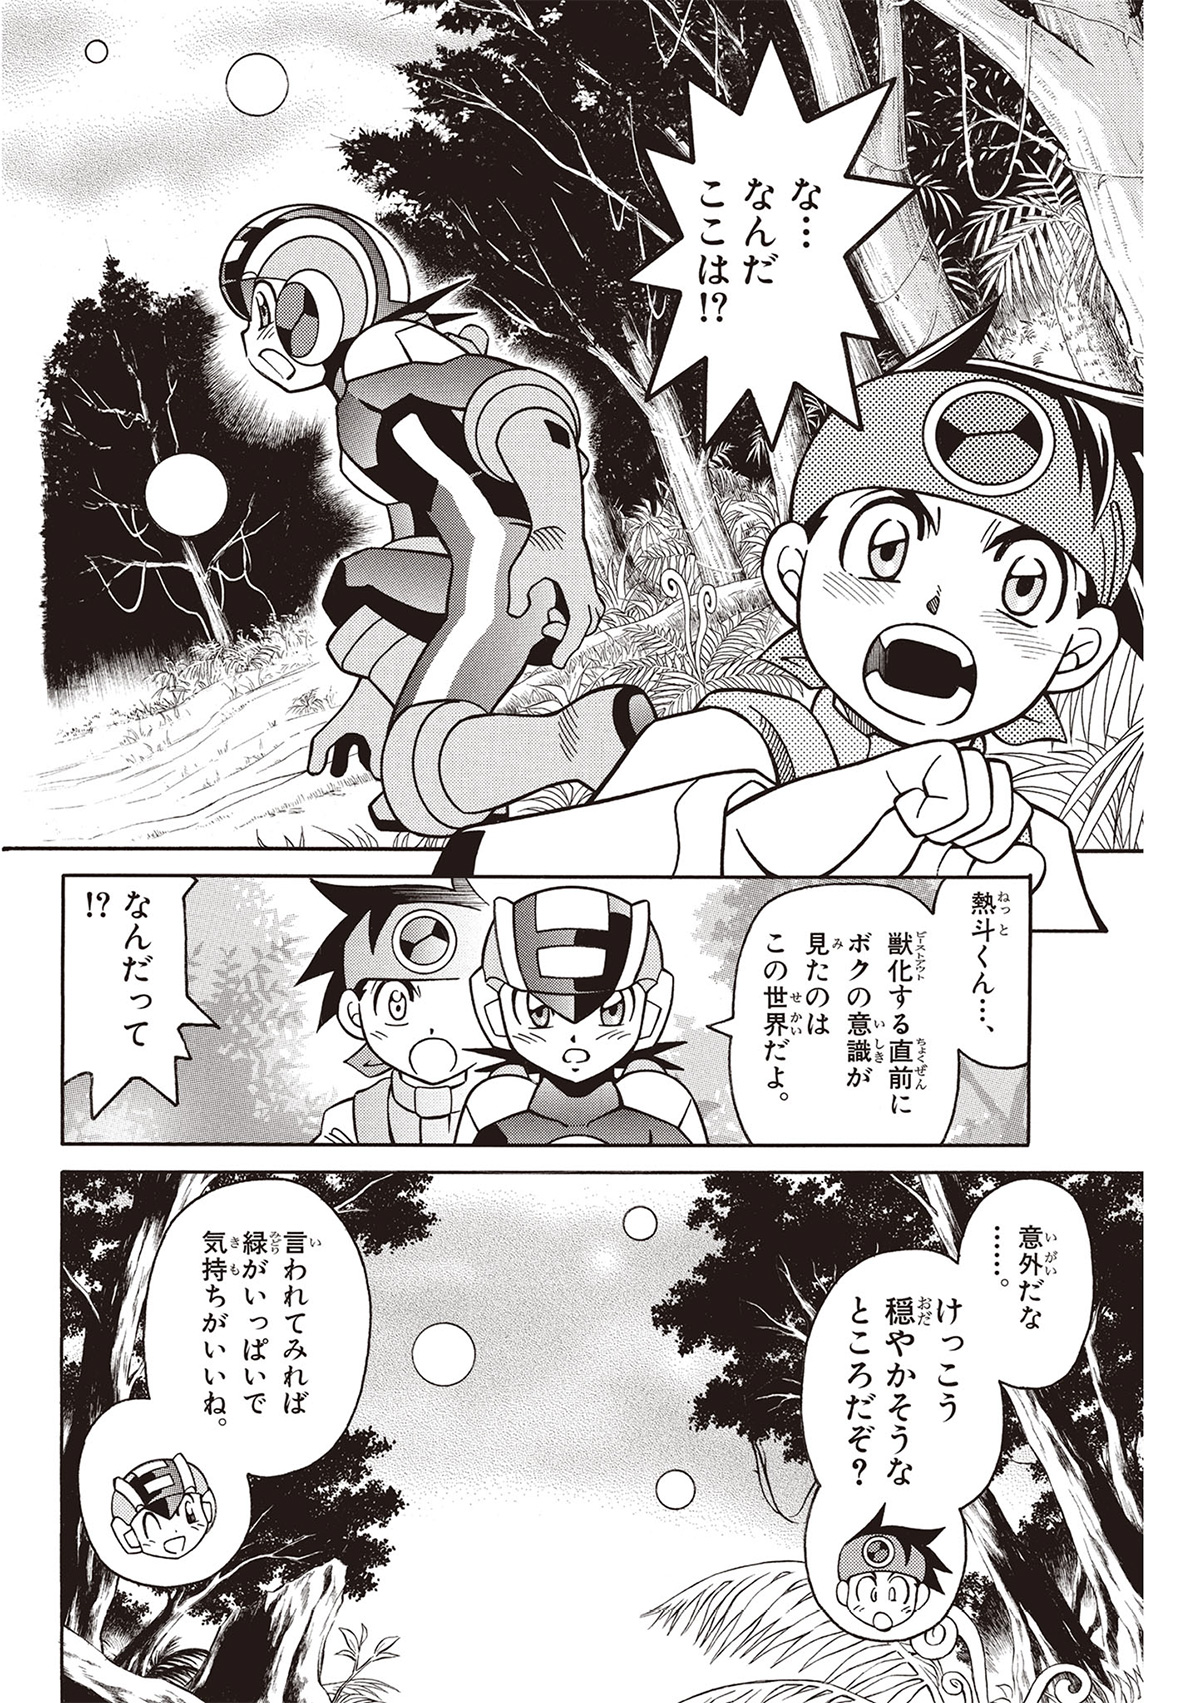 な…
なんだ
ここは!?
熱斗くん…、
獣化する直前に
ボクの意識が
見たのは
この世界だよ。
なんだって
!?
意外だな
……。
けっこう
穏やかそうな
ところだぞ？
言われてみれば
緑がいっぱいで
気持ちがいいね。